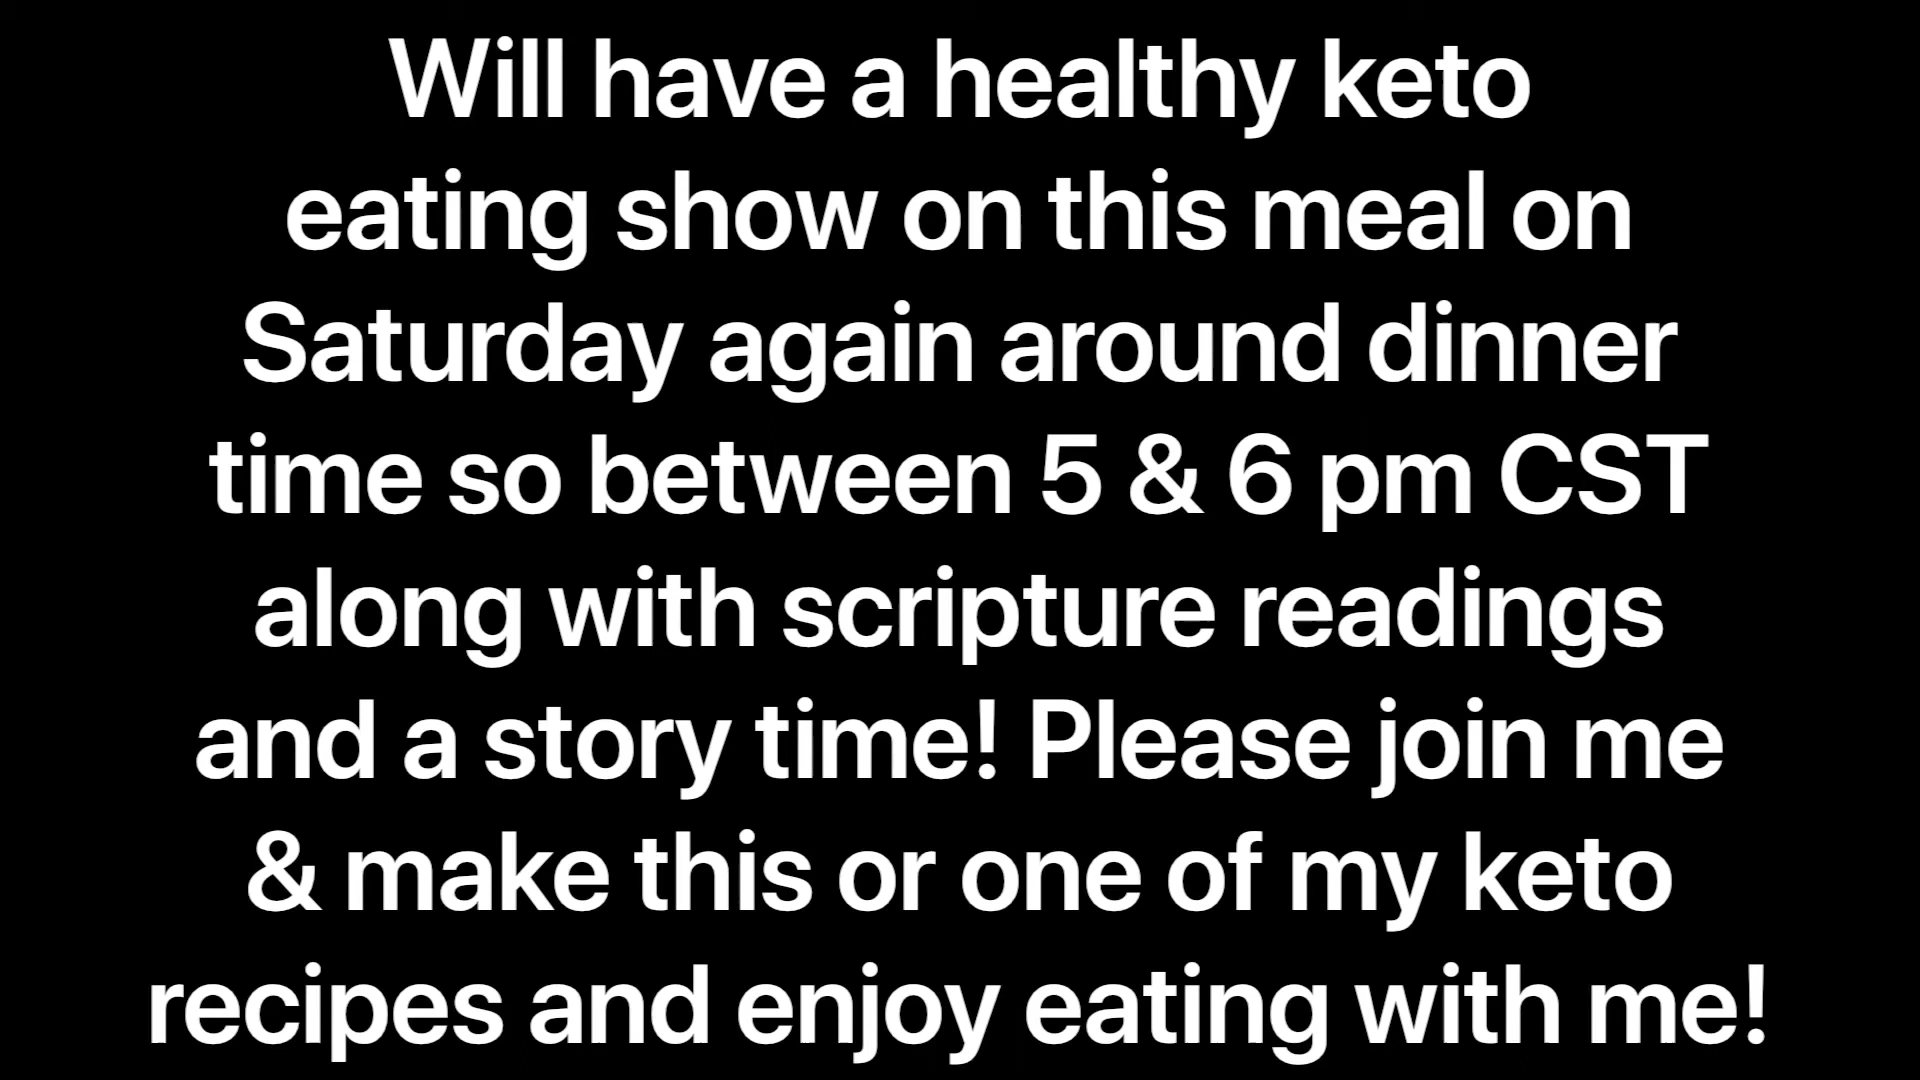 Will have a healthy keto
eating show on this meal on
Saturday again around dinner
time so between 5 & 6 pm CST
along with scripture readings
and a story time! Please join me
& make this or one of my keto
recipes and enjoy eating with me!